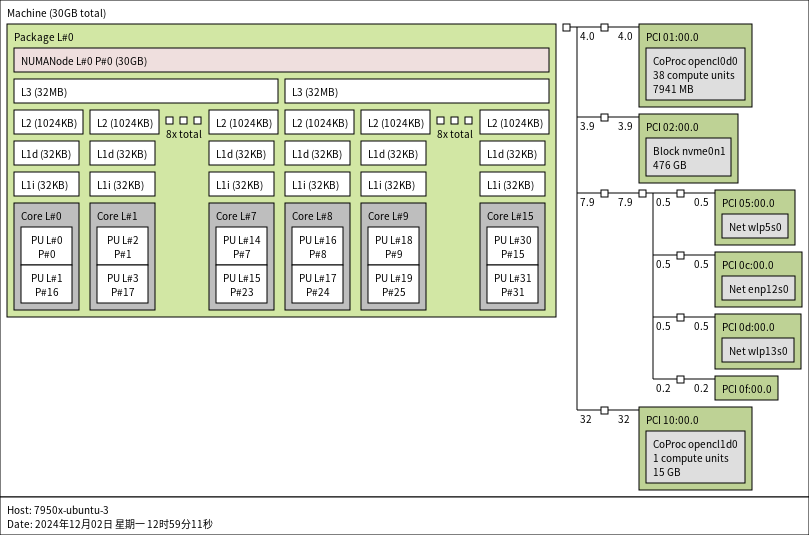 Machine (30GB total)
Package L#0
NUMANode L#0 P#0 (30GB)
L3 (32MB) L3 (32MB)
L2 (1024KB) L2 (1024KB) 8x total L2 (1024KB) L2 (1024KB) L2 (1024KB) 8x total L2 (1024KB)
L1d (32KB) L1d (32KB) L1d (32KB) L1d (32KB) L1d (32KB) L1d (32KB)
L1i (32KB) L1i (32KB) L1i (32KB) L1i (32KB) L1i (32KB) L1i (32KB)
Core L#0 Core L#1 Core L#7 Core L#8 Core L#9 Core L#15
PU L#0 PU L#2 PU L#14 PU L#16 PU L#18 PU L#30
P#0 P#1 P#7 P#8 P#9 P#15
PU L#1 PU L#3 PU L#15 PU L#17 PU L#19 PU L#31
P#16 P#17 P#23 P#24 P#25 P#31
4.0 4.0 PCI 01:00.0
CoProc opencl0d0
38 compute units
7941 MB
3.9 3.9 PCI 02:00.0
Block nvme0n1
476 GB
7.9 7.9 0.5 0.5 PCI 05:00.0
Net wlp5s0
0.5 0.5 PCI 0c:00.0
Net enp12s0
0.5 0.5 PCI 0d:00.0
Net wlp13s0
0.2 0.2 PCI 0f:00.0
32 32 PCI 10:00.0
CoProc opencl1d0
1 compute units
15 GB
Host: 7950x-ubuntu-3
Date: 2024年12月02日 星期一 12时59分11秒